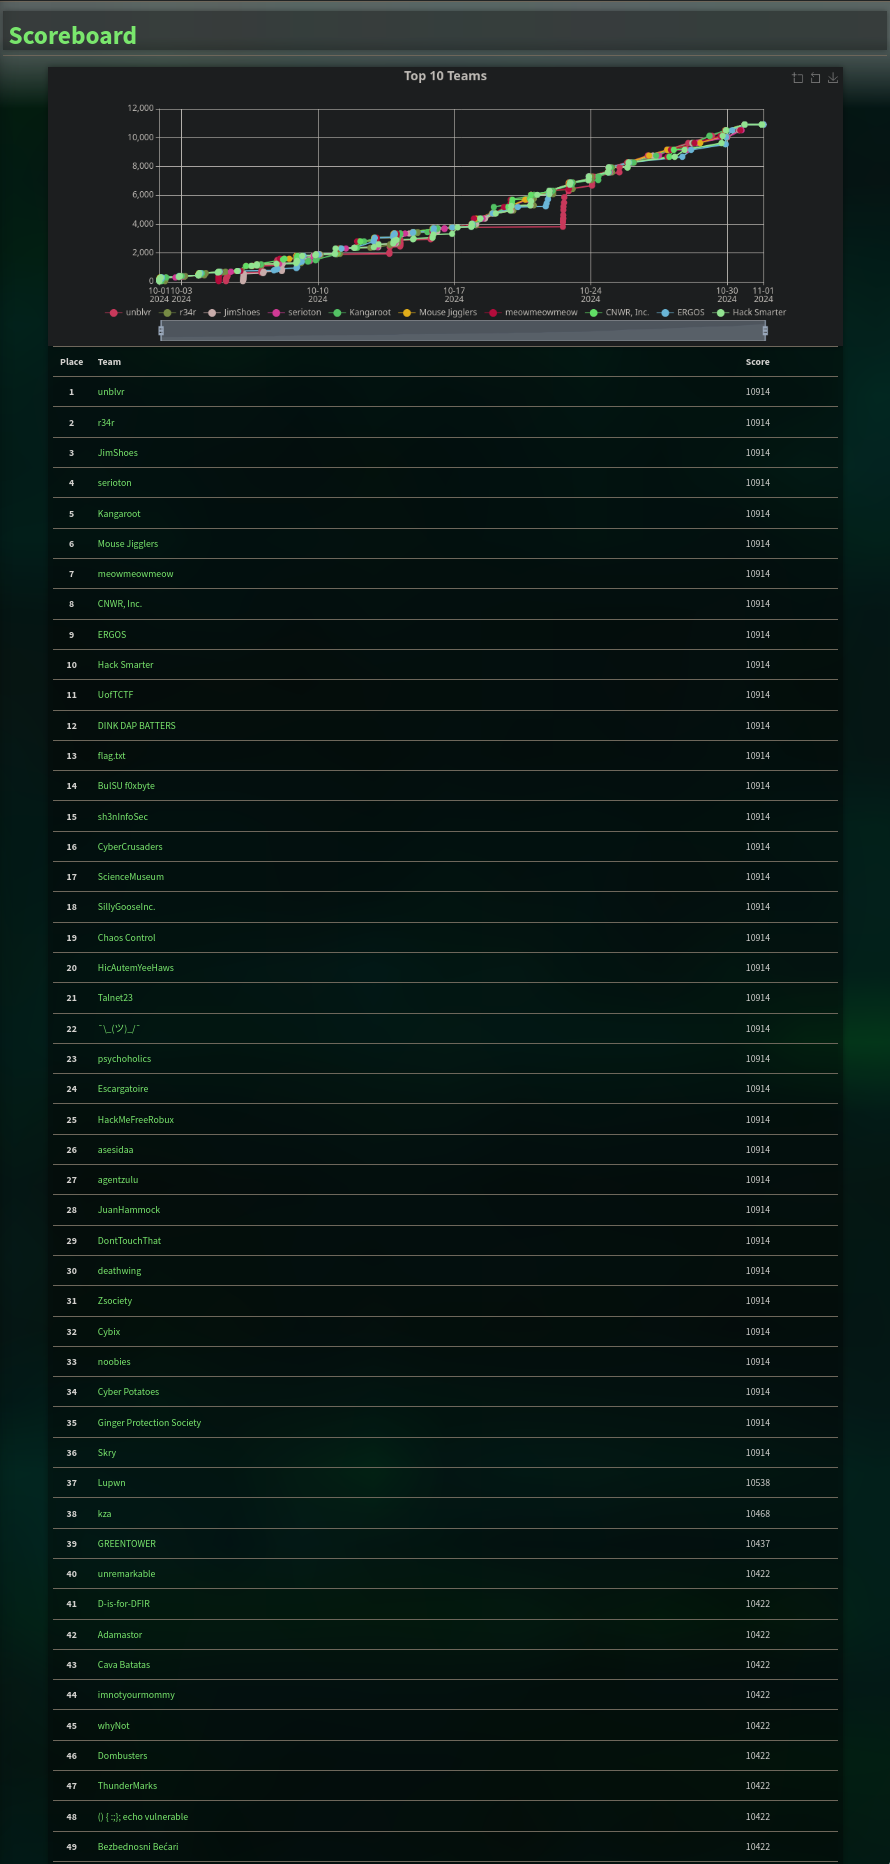 Scoreboard
Top 10 Teams
12,000
10,000
8,000
6,000
4,000
2,000
0
10-01 10-03 10-10 10-17 10-24 10-30 11-01
2024 2024 2024 2024 2024 2024 2024
unblvr r34r JimShoes serioton Kangaroot Mouse Jigglers meowmeowmeow CNWR, Inc. ERGOS Hack Smarter
Place Team Score
1 unblvr 10914
2 r34r 10914
3 JimShoes 10914
4 serioton 10914
5 Kangaroot 10914
6 Mouse Jigglers 10914
7 meowmeowmeow 10914
8 CNWR, Inc. 10914
9 ERGOS 10914
10 Hack Smarter 10914
11 UofTCTF 10914
12 DINK DAP BATTERS 10914
13 flag.txt 10914
14 BulSU f0xbyte 10914
15 sh3nInfoSec 10914
16 CyberCrusaders 10914
17 ScienceMuseum 10914
18 SillyGooseInc. 10914
19 Chaos Control 10914
20 HicAutemYeeHaws 10914
21 Talnet23 10914
22 ¯\_(ツ)_/¯ 10914
23 psychoholics 10914
24 Escargatoire 10914
25 HackMeFreeRobux 10914
26 asesidaa 10914
27 agentzulu 10914
28 JuanHammock 10914
29 DontTouchThat 10914
30 deathwing 10914
31 Zsociety 10914
32 Cybix 10914
33 noobies 10914
34 Cyber Potatoes 10914
35 Ginger Protection Society 10914
36 Skry 10914
37 Lupwn 10538
38 kza 10468
39 GREENTOWER 10437
40 unremarkable 10422
41 D-is-for-DFIR 10422
42 Adamastor 10422
43 Cava Batatas 10422
44 imnotyourmommy 10422
45 whyNot 10422
46 Dombusters 10422
47 ThunderMarks 10422
48 () { :;}; echo vulnerable 10422
49 Bezbednosni Bećari 10422